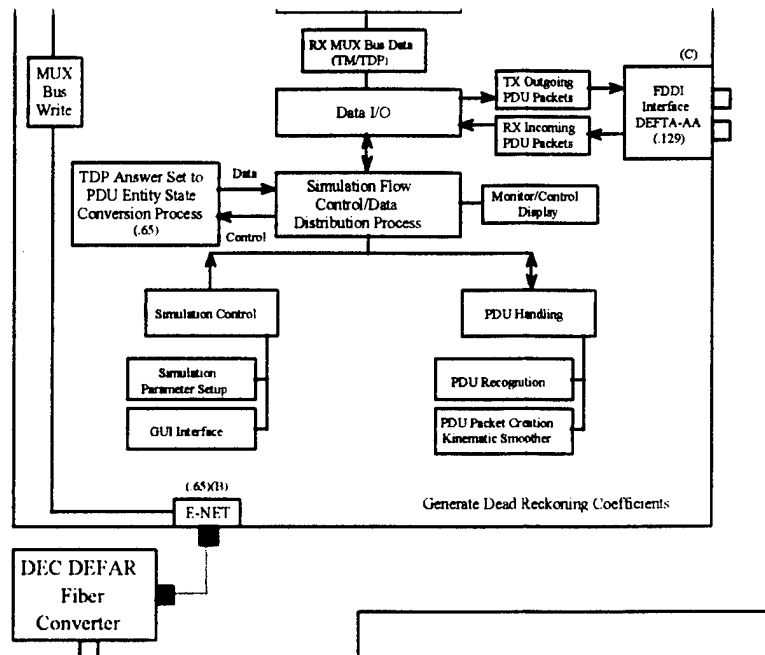 RX MUX Bus Data
(TM/TDP)
MUX
Bus
Write
Data I/O
TX Outgoing
PDU Packets
RX Incoming
PDU Packets
(C)
FDDI
Interface
DEFTA-AA
(.129)
TDP Answer Set to
PDU Entity State
Conversion Process
(.65)
Data
Control
Simulation Flow
Control/Data
Distribution Process
Monitor/Control
Display
Simulation Control
PDU Handling
Simulation
Parameter Setup
GUI Interface
PDU Recognition
PDU Packet Creation
Kinematic Smoother
(.65)(B)
E-NET
Generate Dead Reckoning Coefficients
DEC DEFAR
Fiber
Converter